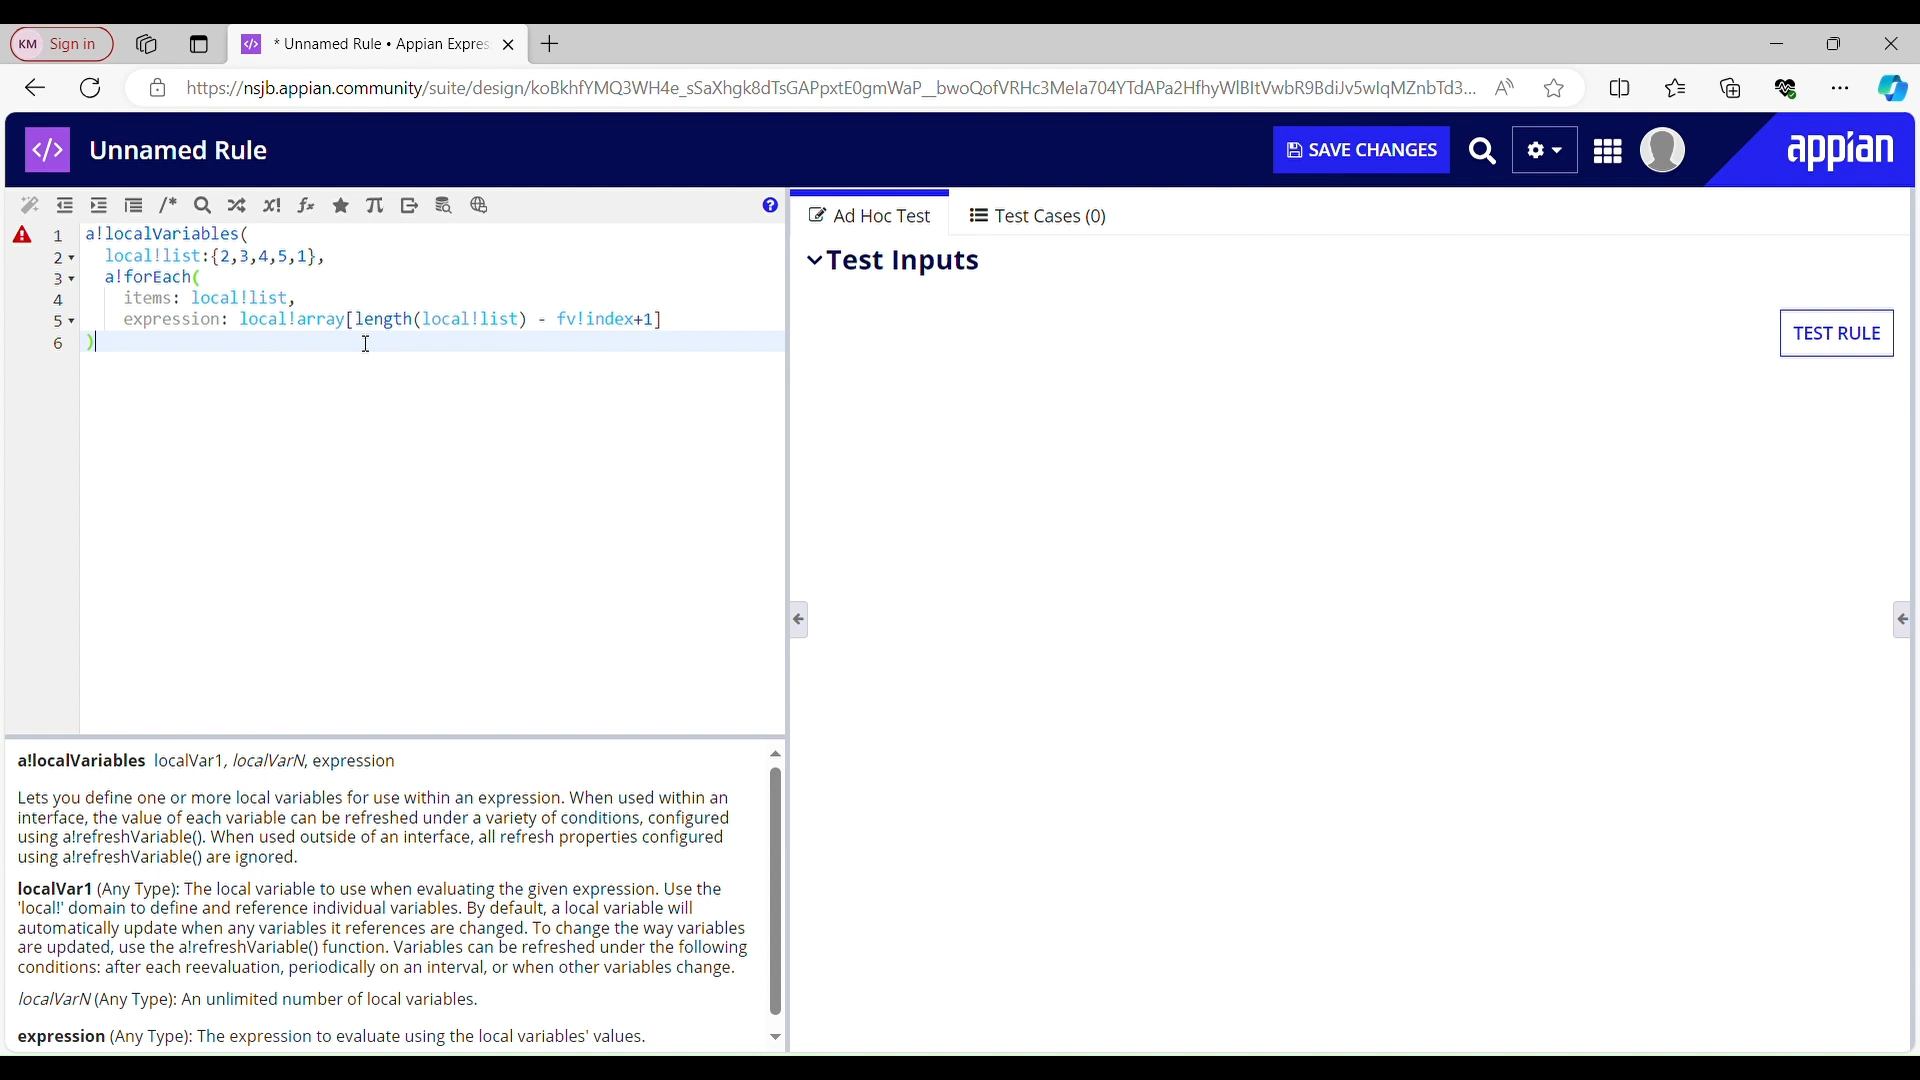 KM Sign in
* Unnamed Rule • Appian Expres
https://nsjb.appian.community/suite/design/
Unnamed Rule
SAVE CHANGES
appian
Ad Hoc Test
Test Cases (0)
Test Inputs
TEST RULE
1 a!localVariables(
2 local!list:{2,3,4,5,1},
3 a!forEach(
4 items: local!list,
5 expression: local!array[length(local!list) - fv!index+1]
6 )
a!localVariables localVar1, localVarN, expression
Lets you define one or more local variables for use within an expression. When used within an
interface, the value of each variable can be refreshed under a variety of conditions, configured
using a!refreshVariable(). When used outside of an interface, all refresh properties configured
using a!refreshVariable() are ignored.
localVar1 (Any Type): The local variable to use when evaluating the given expression. Use the
'local!' domain to define and reference individual variables. By default, a local variable will
automatically update when any variables it references are changed. To change the way variables
are updated, use the a!refreshVariable() function. Variables can be refreshed under the following
conditions: after each reevaluation, periodically on an interval, or when other variables change.
localVarN (Any Type): An unlimited number of local variables.
expression (Any Type): The expression to evaluate using the local variables' values.